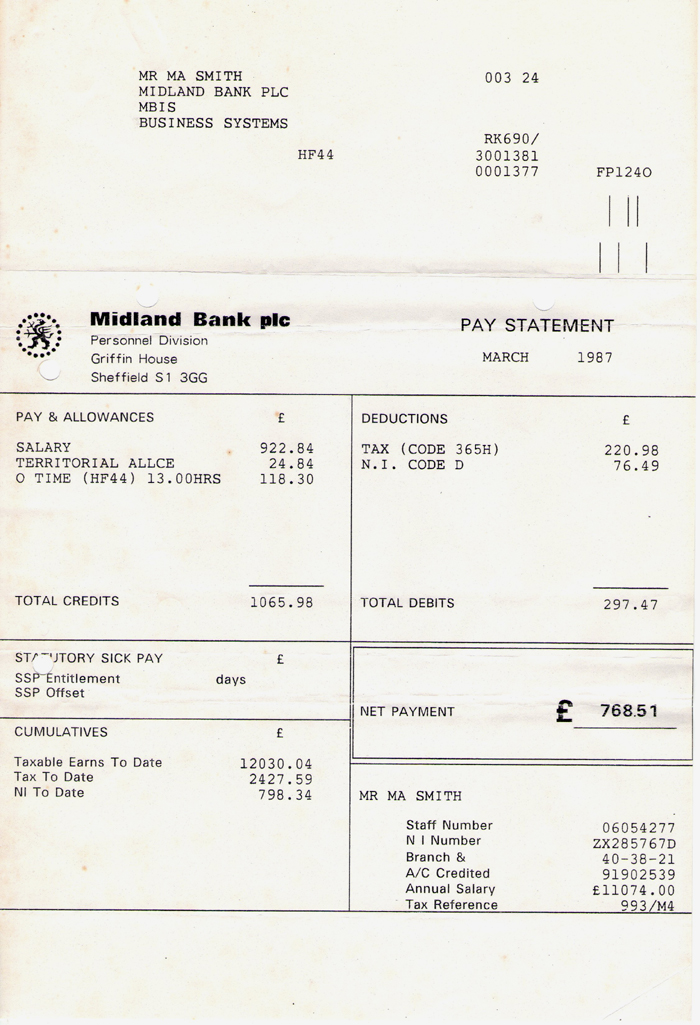 MR MA SMITH 003 24
MIDLAND BANK PLC
MBIS
BUSINESS SYSTEMS
RK690/
HF44 3001381
0001377 FP1240
Midland Bank plc
Personnel Division
Griffin House
Sheffield S1 3GG
PAY STATEMENT
MARCH 1987
PAY & ALLOWANCES £
SALARY 922.84
TERRITORIAL ALLCE 24.84
O TIME (HF44) 13.00HRS 118.30
TOTAL CREDITS 1065.98
DEDUCTIONS £
TAX (CODE 365H) 220.98
N.I. CODE D 76.49
TOTAL DEBITS 297.47
STATUTORY SICK PAY £
SSP Entitlement days
SSP Offset
NET PAYMENT £ 768.51
CUMULATIVES £
Taxable Earns To Date 12030.04
Tax To Date 2427.59
NI To Date 798.34
MR MA SMITH
Staff Number 06054277
N I Number ZX285767D
Branch & 40-38-21
A/C Credited 91902539
Annual Salary £11074.00
Tax Reference 993/M4